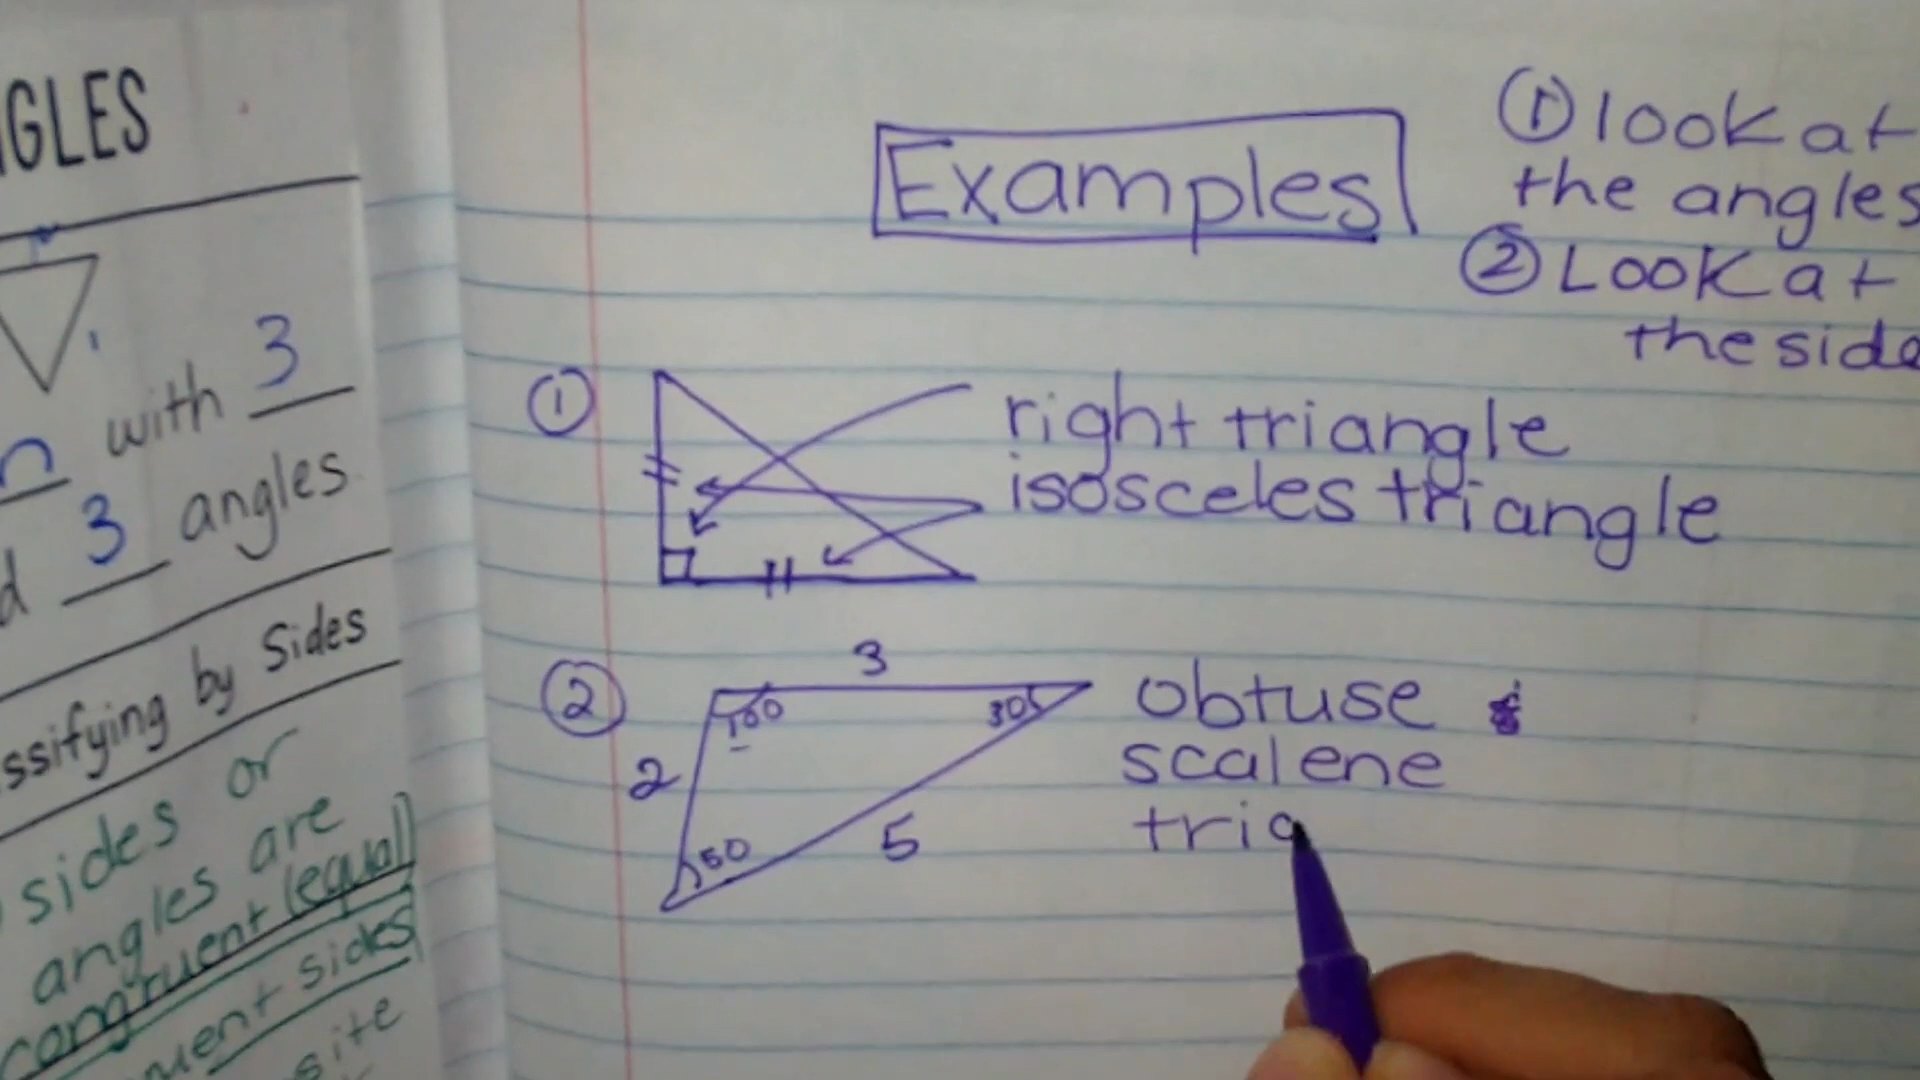 GLES
with 3
3 angles
ssifying by Sides
sides or
angles are
congruent (equal)
sides
site
Examples
① look at
the angles
② Look at
the side
① right triangle
isosceles triangle
② 3
100
30
obtuse &
2
scalene
50
5
tria